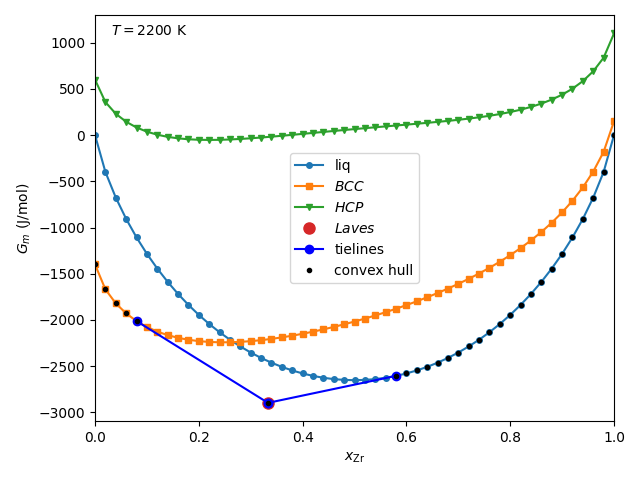 T = 2200 K
1000
500
0
−500
−1000
−1500
−2000
−2500
−3000
G_m (J/mol)
liq
BCC
HCP
Laves
tielines
convex hull
0.0 0.2 0.4 0.6 0.8 1.0
x_Zr